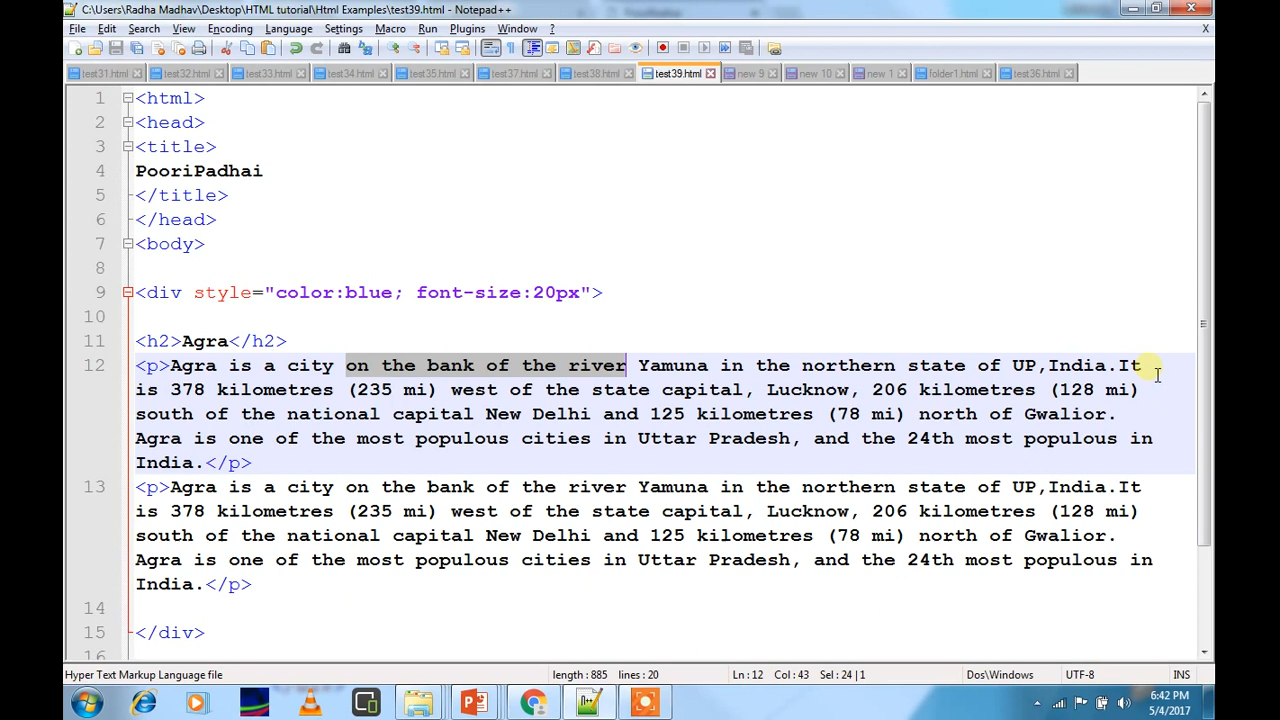 C:\Users\Radha Madhav\Desktop\HTML tutorial\Html Examples\test39.html - Notepad++
File Edit Search View Encoding Language Settings Macro Run Plugins Window ? X
test31.html test32.html test33.html test34.html test35.html test37.html test38.html test39.html new 9 new 10 new 1 folder1.html test36.html
1 <html>
2 <head>
3 <title>
4 PooriPadhai
5 </title>
6 </head>
7 <body>
8
9 <div style="color:blue; font-size:20px">
10
11 <h2>Agra</h2>
12 <p>Agra is a city on the bank of the river Yamuna in the northern state of UP,India.It
is 378 kilometres (235 mi) west of the state capital, Lucknow, 206 kilometres (128 mi)
south of the national capital New Delhi and 125 kilometres (78 mi) north of Gwalior.
Agra is one of the most populous cities in Uttar Pradesh, and the 24th most populous in
India.</p>
13 <p>Agra is a city on the bank of the river Yamuna in the northern state of UP,India.It
is 378 kilometres (235 mi) west of the state capital, Lucknow, 206 kilometres (128 mi)
south of the national capital New Delhi and 125 kilometres (78 mi) north of Gwalior.
Agra is one of the most populous cities in Uttar Pradesh, and the 24th most populous in
India.</p>
14
15 </div>
16
Hyper Text Markup Language file length : 885 lines : 20 Ln : 12 Col : 43 Sel : 24 | 1 Dos\Windows UTF-8 INS
6:42 PM
5/4/2017